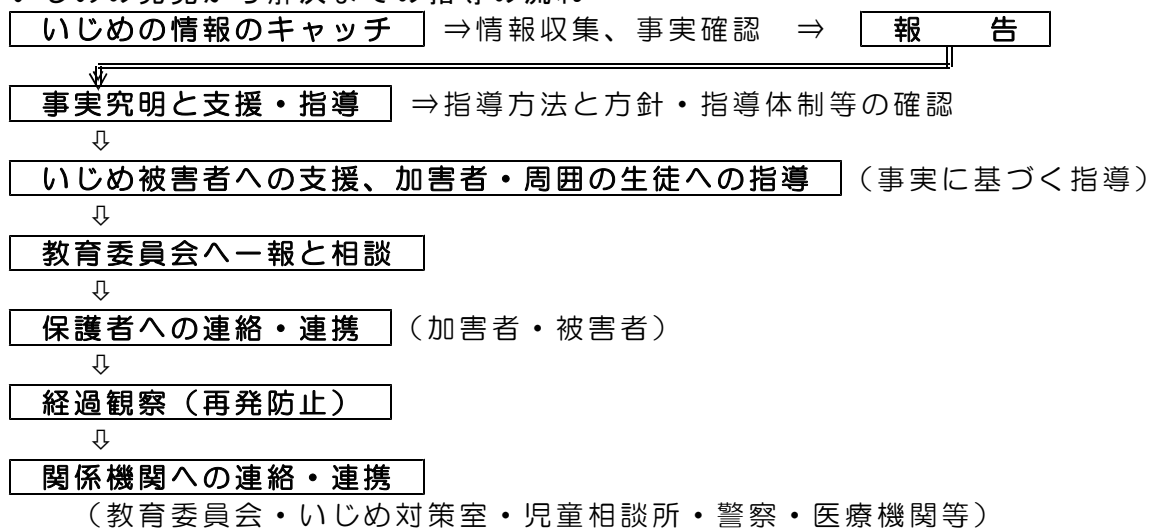 いじめの情報のキャッチ ⇒情報収集、事実確認 ⇒ 報 告
事実究明と支援・指導 ⇒指導方法と方針・指導体制等の確認
⇩
いじめ被害者への支援、加害者・周囲の生徒への指導 (事実に基づく指導)
⇩
教育委員会へ一報と相談
⇩
保護者への連絡・連携 (加害者・被害者)
⇩
経過観察(再発防止)
⇩
関係機関への連絡・連携
(教育委員会・いじめ対策室・児童相談所・警察・医療機関等)